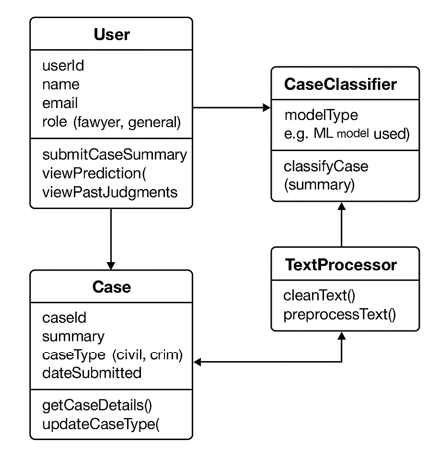 User
userId
name
email
role (fawyer, general)
submitCaseSummary
viewPrediction(
viewPastJudgments
CaseClassifier
modelType
e.g. ML model used)
classifyCase
(summary)
Case
caseId
summary
caseType (civil, crim)
dateSubmitted
getCaseDetails()
updateCaseType(
TextProcessor
cleanText()
preprocessText()